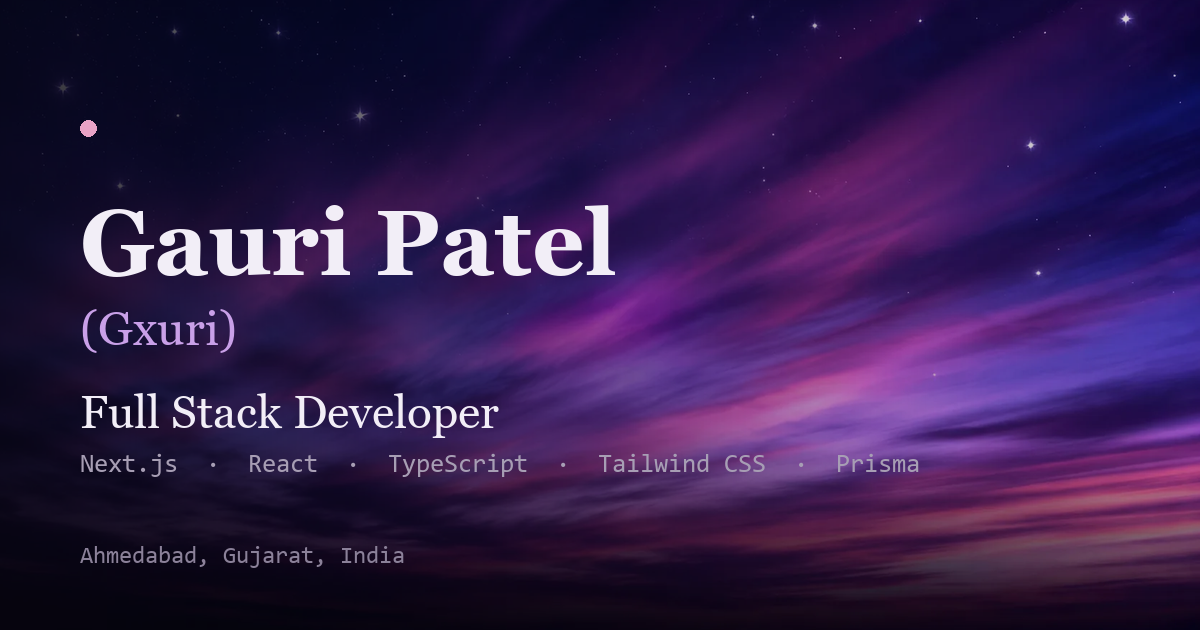 Gauri Patel
(Gxuri)
Full Stack Developer
Next.js · React · TypeScript · Tailwind CSS · Prisma
Ahmedabad, Gujarat, India